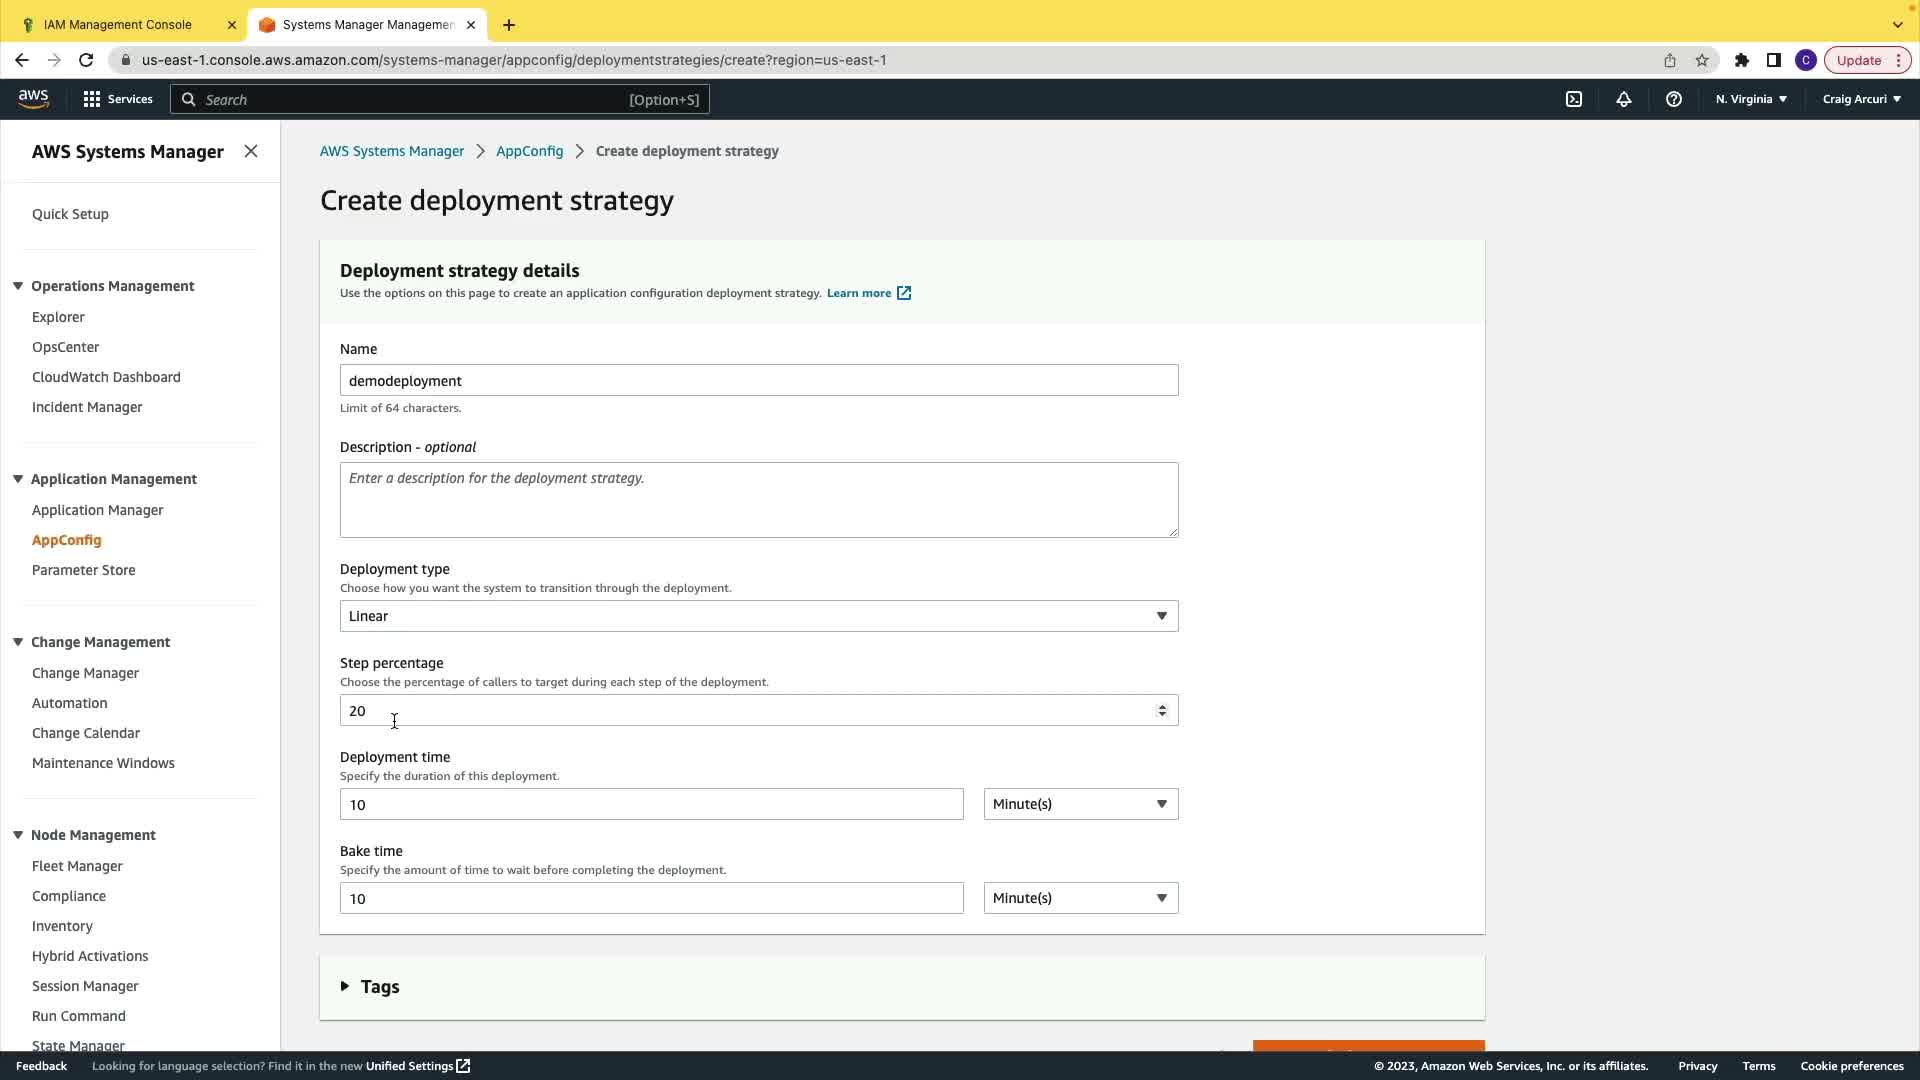 IAM Management Console
Systems Manager Managemen
us-east-1.console.aws.amazon.com/systems-manager/appconfig/deploymentstrategies/create?region=us-east-1
C
Update
aws
Services
Search
[Option+S]
N. Virginia
Craig Arcuri
AWS Systems Manager
Quick Setup
Operations Management
Explorer
OpsCenter
CloudWatch Dashboard
Incident Manager
Application Management
Application Manager
AppConfig
Parameter Store
Change Management
Change Manager
Automation
Change Calendar
Maintenance Windows
Node Management
Fleet Manager
Compliance
Inventory
Hybrid Activations
Session Manager
Run Command
State Manager
AWS Systems Manager > AppConfig > Create deployment strategy
Create deployment strategy
Deployment strategy details
Use the options on this page to create an application configuration deployment strategy. Learn more
Name
demodeployment
Limit of 64 characters.
Description - optional
Enter a description for the deployment strategy.
Deployment type
Choose how you want the system to transition through the deployment.
Linear
Step percentage
Choose the percentage of callers to target during each step of the deployment.
20
Deployment time
Specify the duration of this deployment.
10
Minute(s)
Bake time
Specify the amount of time to wait before completing the deployment.
10
Minute(s)
Tags
Feedback
Looking for language selection? Find it in the new Unified Settings
© 2023, Amazon Web Services, Inc. or its affiliates.
Privacy
Terms
Cookie preferences